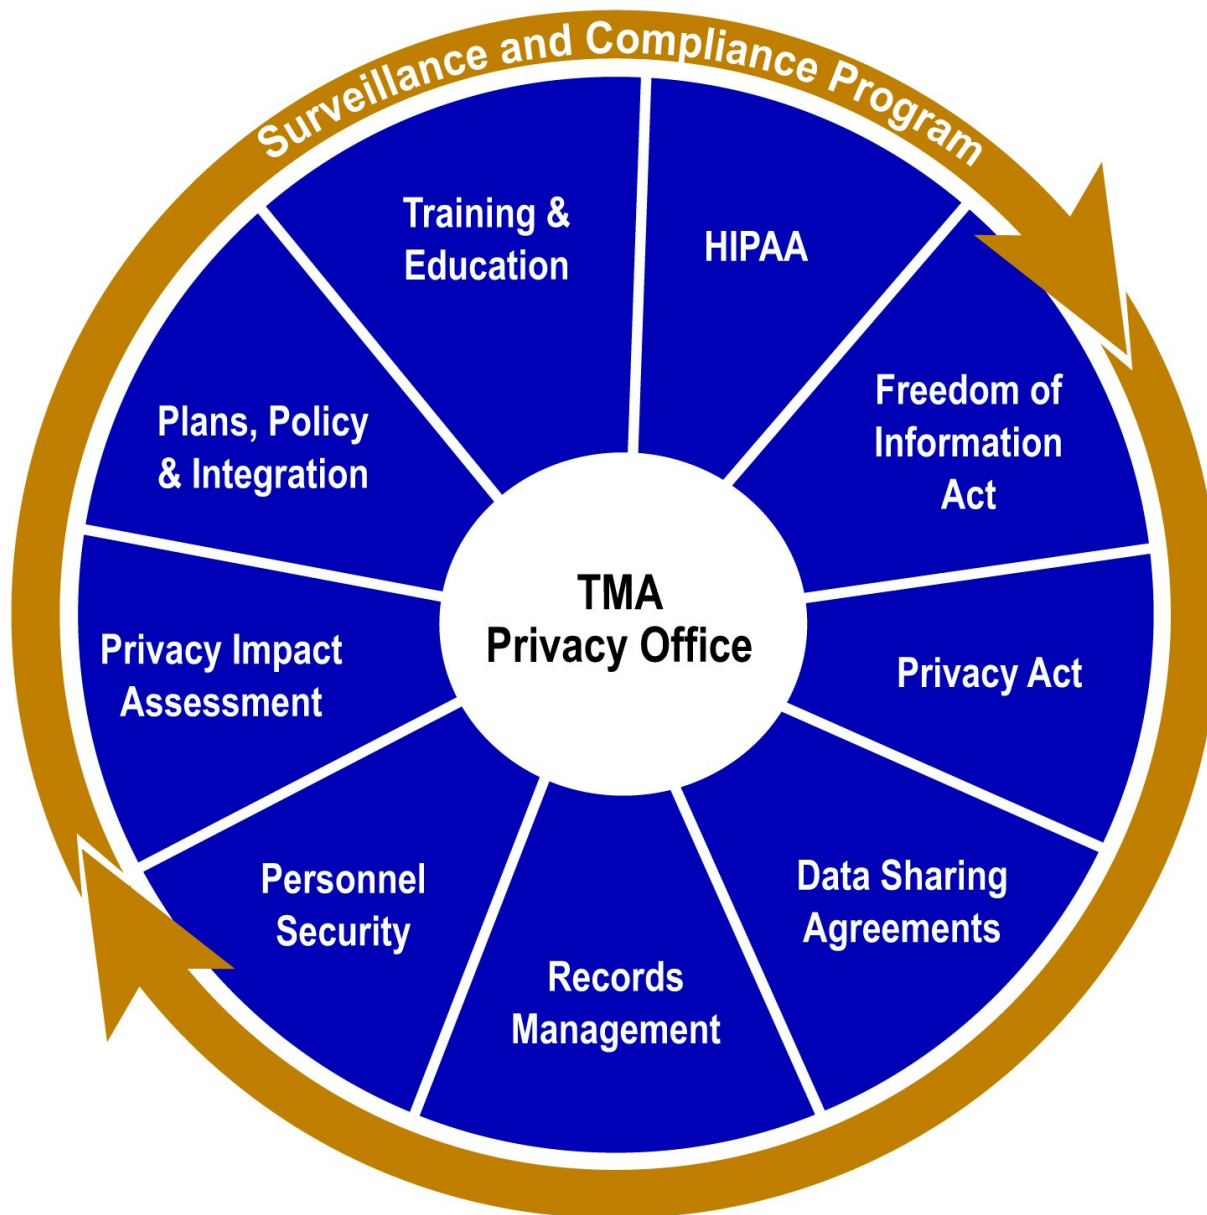 Surveillance and Compliance Program
Training &
Education
HIPAA
Freedom of
Information
Act
Plans, Policy
& Integration
TMA
Privacy Office
Privacy Impact
Assessment
Privacy Act
Personnel
Security
Data Sharing
Agreements
Records
Management